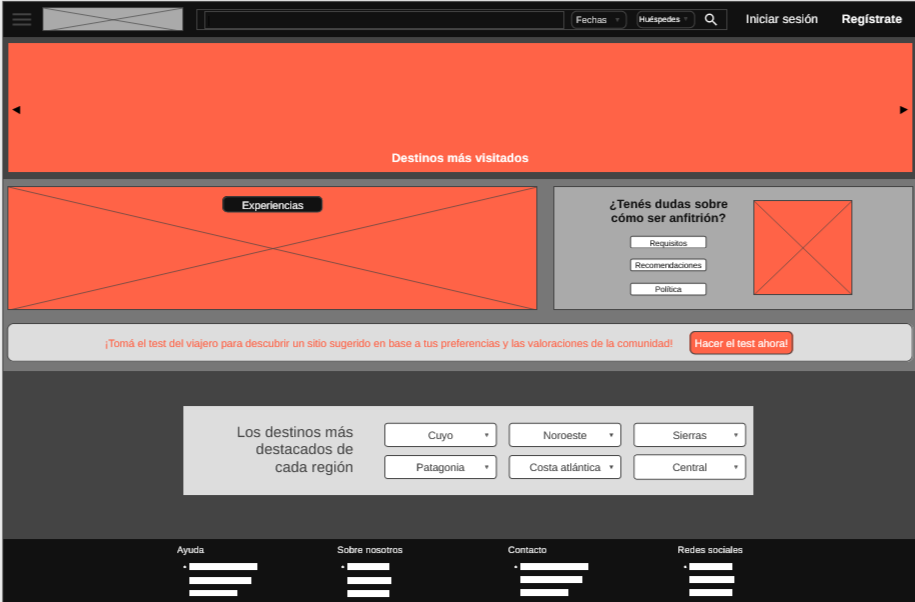 Fechas
Huéspedes
Iniciar sesión
Regístrate
Destinos más visitados
Experiencias
¿Tenés dudas sobre
cómo ser anfitrión?
Requisitos
Recomendaciones
Política
¡Tomá el test del viajero para descubrir un sitio sugerido en base a tus preferencias y las valoraciones de la comunidad!
Hacer el test ahora!
Los destinos más
destacados de
cada región
Cuyo
Noroeste
Sierras
Patagonia
Costa atlántica
Central
Ayuda
Sobre nosotros
Contacto
Redes sociales